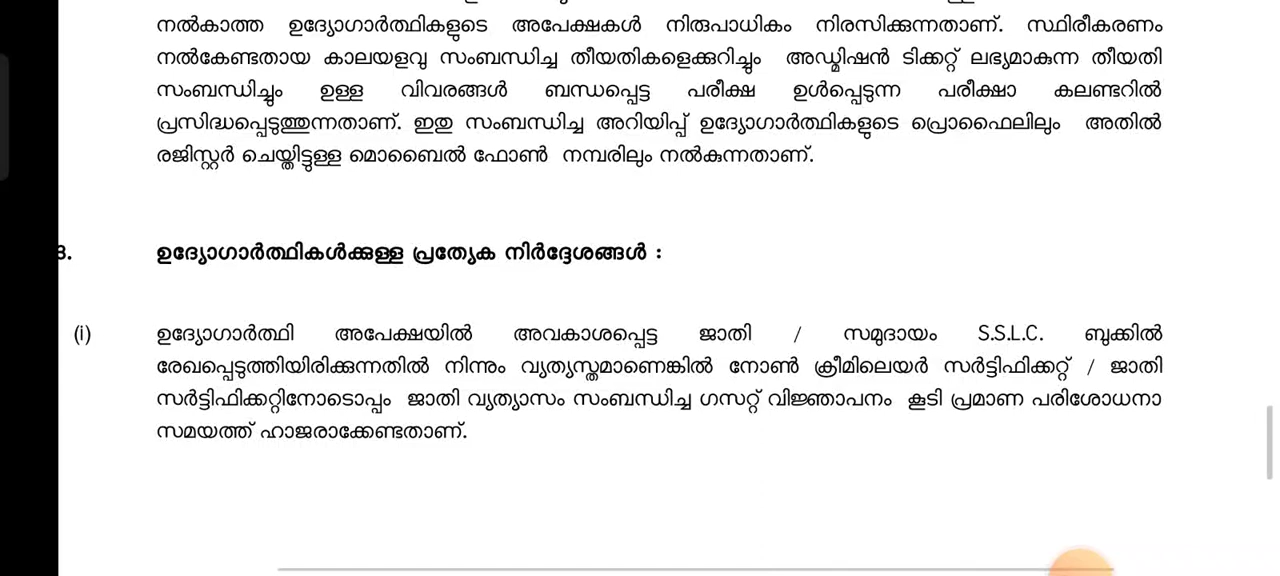 നൽകാത്ത ഉദ്യോഗാർത്ഥികളുടെ അപേക്ഷകൾ നിരുപാധികം നിരസിക്കുന്നതാണ്. സ്ഥിരീകരണം
നൽകേണ്ടതായ കാലയളവു സംബന്ധിച്ച തീയതികളെക്കുറിച്ചും അഡ്മിഷൻ ടിക്കറ്റ് ലഭ്യമാകുന്ന തീയതി
സംബന്ധിച്ചും ഉള്ള വിവരങ്ങൾ ബന്ധപ്പെട്ട പരീക്ഷ ഉൾപ്പെടുന്ന പരീക്ഷാ കലണ്ടറിൽ
പ്രസിദ്ധപ്പെടുത്തുന്നതാണ്. ഇതു സംബന്ധിച്ച അറിയിപ്പ് ഉദ്യോഗാർത്ഥികളുടെ പ്രൊഫൈലിലും അതിൽ
രജിസ്റ്റർ ചെയ്തിട്ടുള്ള മൊബൈൽ ഫോൺ നമ്പരിലും നൽകുന്നതാണ്.
8. ഉദ്യോഗാർത്ഥികൾക്കുള്ള പ്രത്യേക നിർദ്ദേശങ്ങൾ :
(i) ഉദ്യോഗാർത്ഥി അപേക്ഷയിൽ അവകാശപ്പെട്ട ജാതി / സമുദായം S.S.L.C. ബുക്കിൽ
രേഖപ്പെടുത്തിയിരിക്കുന്നതിൽ നിന്നും വ്യത്യസ്തമാണെങ്കിൽ നോൺ ക്രീമിലെയർ സർട്ടിഫിക്കറ്റ് / ജാതി
സർട്ടിഫിക്കറ്റിനോടൊപ്പം ജാതി വ്യത്യാസം സംബന്ധിച്ച ഗസറ്റ് വിജ്ഞാപനം കൂടി പ്രമാണ പരിശോധനാ
സമയത്ത് ഹാജരാക്കേണ്ടതാണ്.